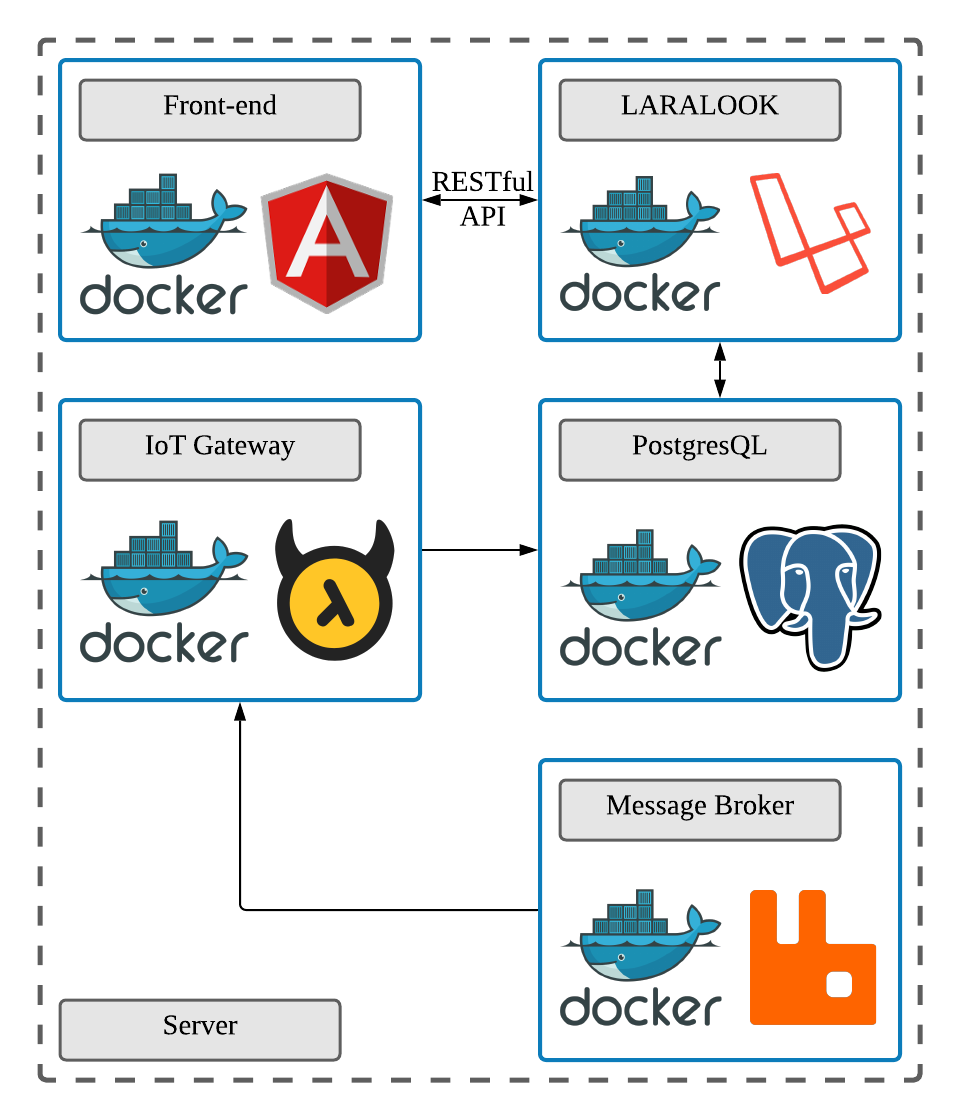 Front-end
LARALOOK
docker
A
RESTful
API
docker
IoT Gateway
PostgresQL
docker
λ
docker
Message Broker
docker
Server